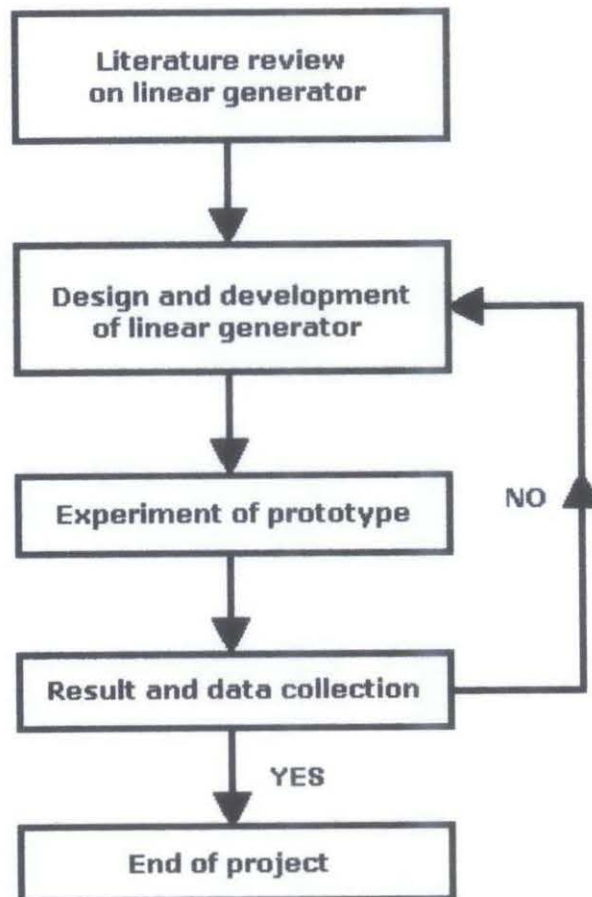 Literature review
on linear generator
Design and development
of linear generator
Experiment of prototype
NO
Result and data collection
YES
End of project